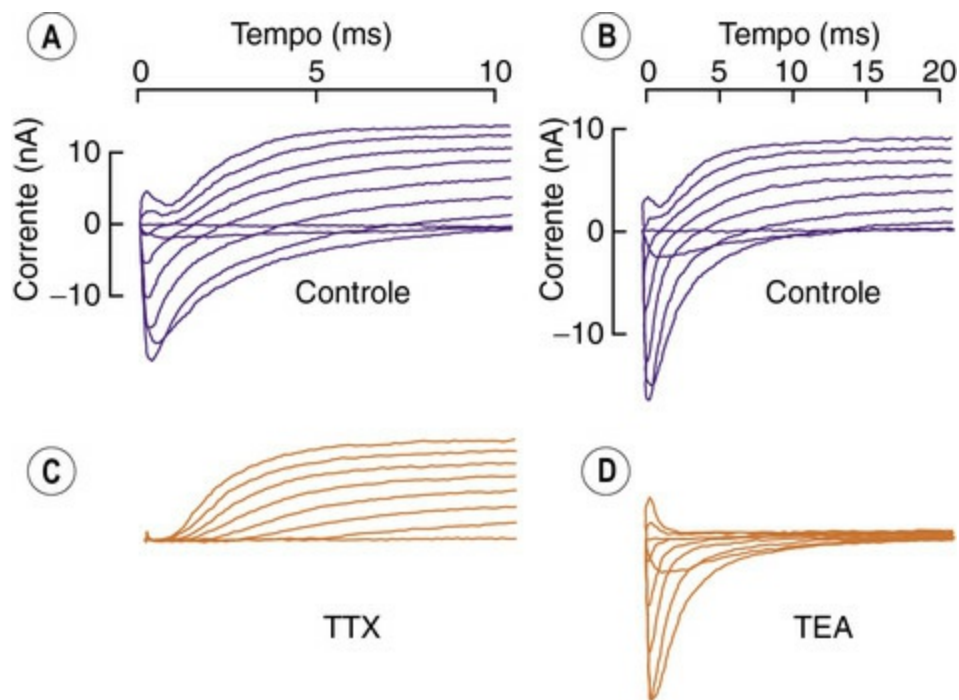 A
Tempo (ms)
0 5 10
Corrente (nA)
10
0
−10
Controle
B
Tempo (ms)
0 5 10 15 20
Corrente (nA)
10
0
−10
Controle
C
TTX
D
TEA